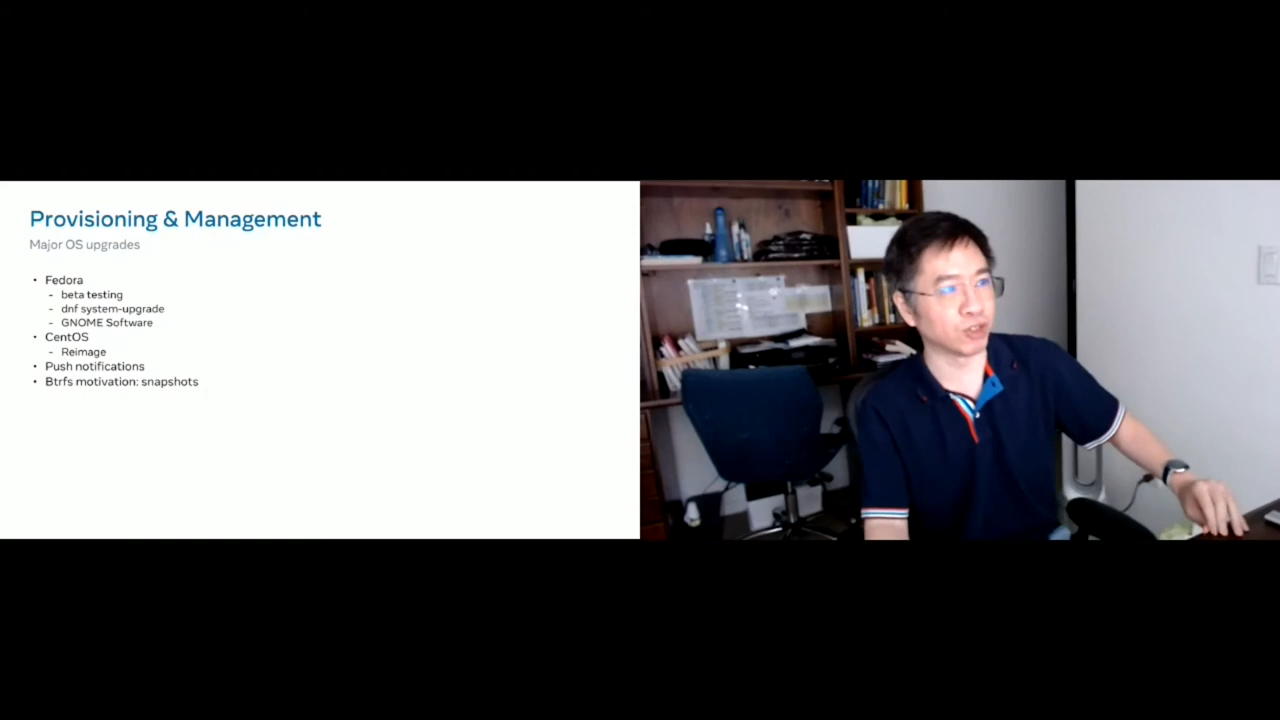 Provisioning & Management
Major OS upgrades
• Fedora
- beta testing
- dnf system-upgrade
- GNOME Software
• CentOS
- Reimage
• Push notifications
• Btrfs motivation: snapshots